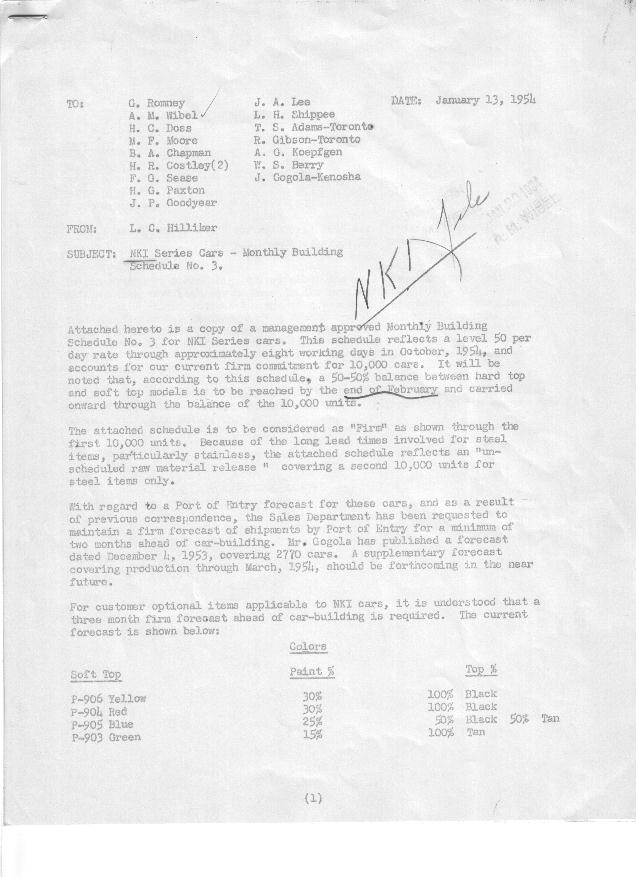 TO: G. Romney J. A. Lee DATE: January 13, 1954
A. M. Wibel L. H. Shippee
H. C. Doss T. S. Adams-Toronto
M. F. Moore R. Gibson-Toronto
B. A. Chapman A. G. Koepfgen
H. R. Costley(2) W. S. Berry
F. G. Sease J. Gogola-Kenosha
H. G. Paxton
J. P. Goodyear
FROM: L. C. Hilliker
A. M. WIBEL
SUBJECT: NKI Series Cars - Monthly Building
Schedule No. 3.
NKI File
Attached hereto is a copy of a management approved Monthly Building
Schedule No. 3 for NKI Series cars. This schedule reflects a level 50 per
day rate through approximately eight working days in October, 1954, and
accounts for our current firm commitment for 10,000 cars. It will be
noted that, according to this schedule, a 50-50% balance between hard top
and soft top models is to be reached by the end of February and carried
onward through the balance of the 10,000 units.
The attached schedule is to be considered as "Firm" as shown through the
first 10,000 units. Because of the long lead times involved for steel
items, particularly stainless, the attached schedule reflects an "un-
scheduled raw material release " covering a second 10,000 units for
steel items only.
With regard to a Port of Entry forecast for these cars, and as a result
of previous correspondence, the Sales Department has been requested to
maintain a firm forecast of shipments by Port of Entry for a minimum of
two months ahead of car-building. Mr. Gogola has published a forecast
dated December 4, 1953, covering 2770 cars. A supplementary forecast
covering production through March, 1954, should be forthcoming in the near
future.
For customer optional items applicable to NKI cars, it is understood that a
three month firm forecast ahead of car-building is required. The current
forecast is shown below:
Colors
Soft Top Paint % Top %
P-906 Yellow 30% 100% Black
P-904 Red 30% 100% Black
P-905 Blue 25% 50% Black 50% Tan
P-903 Green 15% 100% Tan
(1)